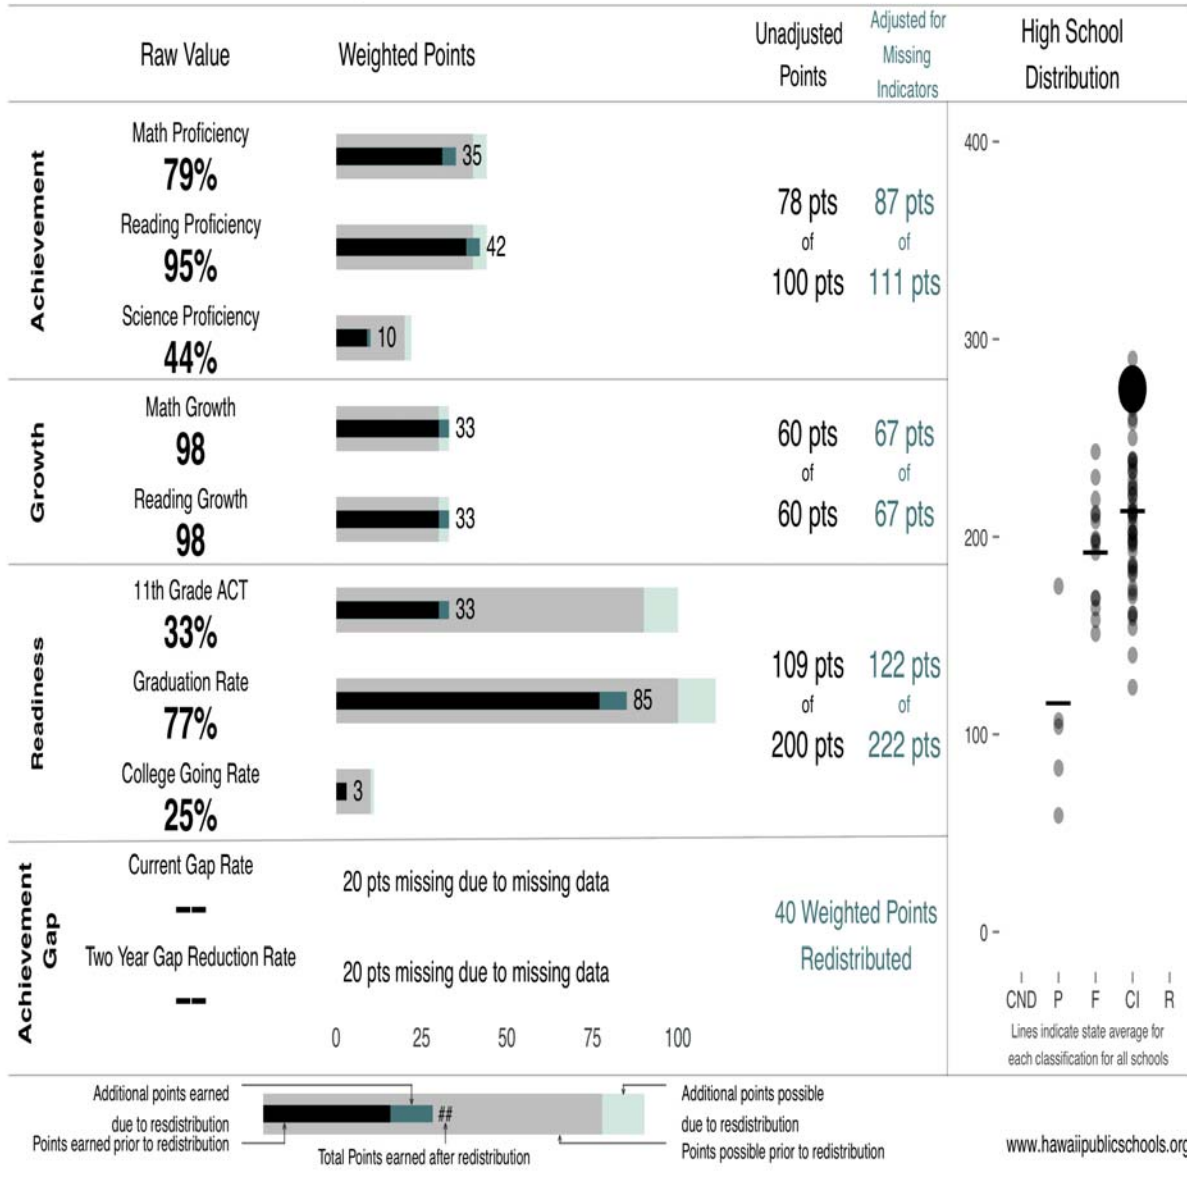 Raw Value
Weighted Points
Unadjusted
Points
Adjusted for
Missing
Indicators
High School
Distribution
Achievement
Math Proficiency
79%
35
Reading Proficiency
95%
42
Science Proficiency
44%
10
78 pts
of
100 pts
87 pts
of
111 pts
Growth
Math Growth
98
33
Reading Growth
98
33
60 pts
of
60 pts
67 pts
of
67 pts
Readiness
11th Grade ACT
33%
33
Graduation Rate
77%
85
College Going Rate
25%
3
109 pts
of
200 pts
122 pts
of
222 pts
Achievement
Gap
Current Gap Rate
--
20 pts missing due to missing data
Two Year Gap Reduction Rate
--
20 pts missing due to missing data
40 Weighted Points
Redistributed
0 25 50 75 100
400
300
200
100
0
CND P F CI R
Lines indicate state average for
each classification for all schools
Additional points earned
due to resdistribution
Points earned prior to redistribution
##
Total Points earned after redistribution
Additional points possible
due to resdistribution
Points possible prior to redistribution
www.hawaiipublicschools.org